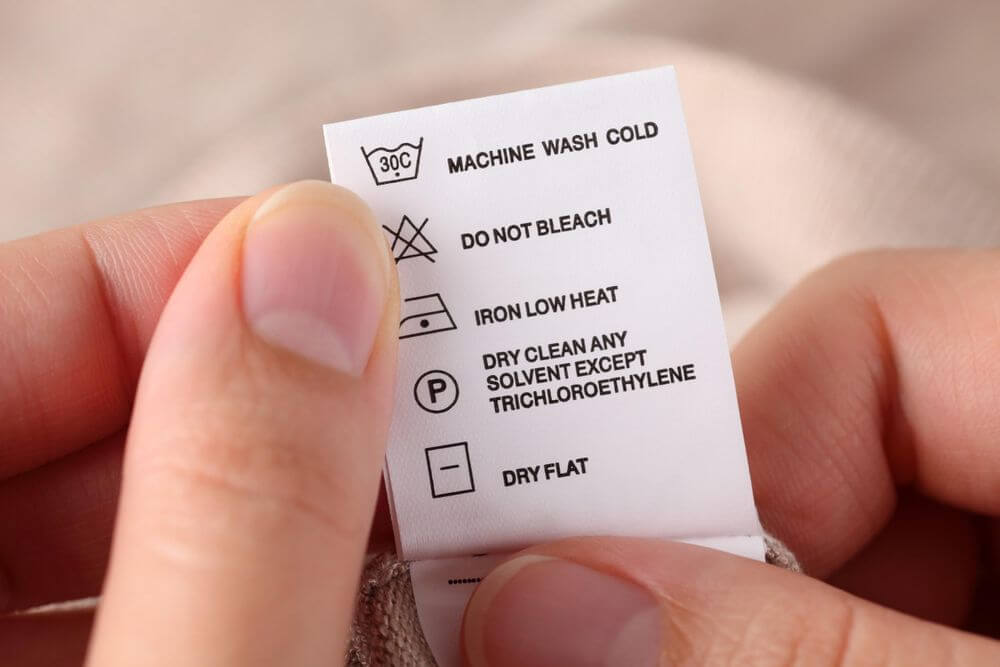 30C MACHINE WASH COLD
DO NOT BLEACH
IRON LOW HEAT
DRY CLEAN ANY
SOLVENT EXCEPT
P TRICHLOROETHYLENE
DRY FLAT